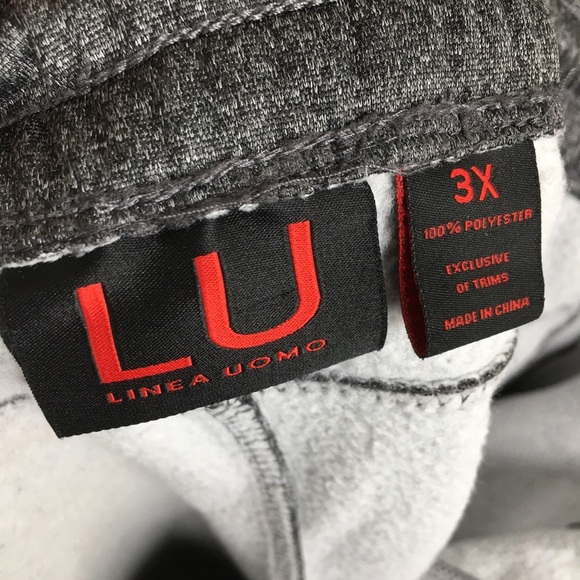 LU
LINEA UOMO
3X
100% POLYESTER
EXCLUSIVE
OF TRIMS
MADE IN CHINA